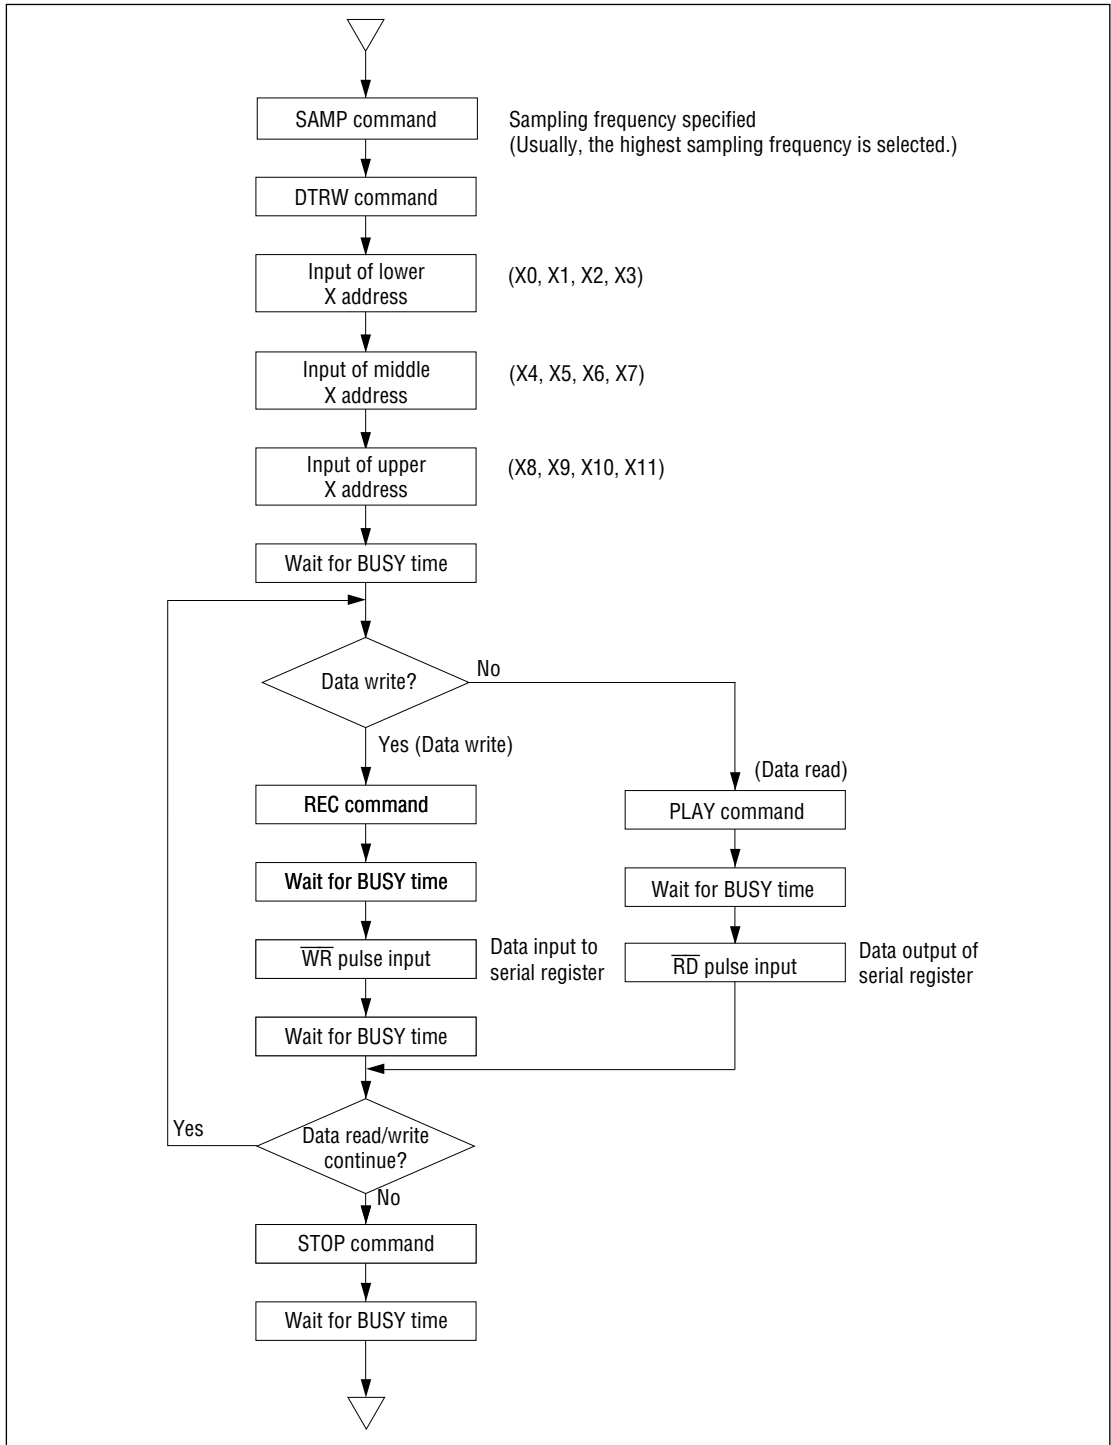 SAMP command
Sampling frequency specified
(Usually, the highest sampling frequency is selected.)
DTRW command
Input of lower
X address
(X0, X1, X2, X3)
Input of middle
X address
(X4, X5, X6, X7)
Input of upper
X address
(X8, X9, X10, X11)
Wait for BUSY time
Data write?
No
Yes (Data write)
(Data read)
REC command
PLAY command
Wait for BUSY time
Wait for BUSY time
W̅R̅ pulse input
Data input to
serial register
R̅D̅ pulse input
Data output of
serial register
Wait for BUSY time
Yes
Data read/write
continue?
No
STOP command
Wait for BUSY time